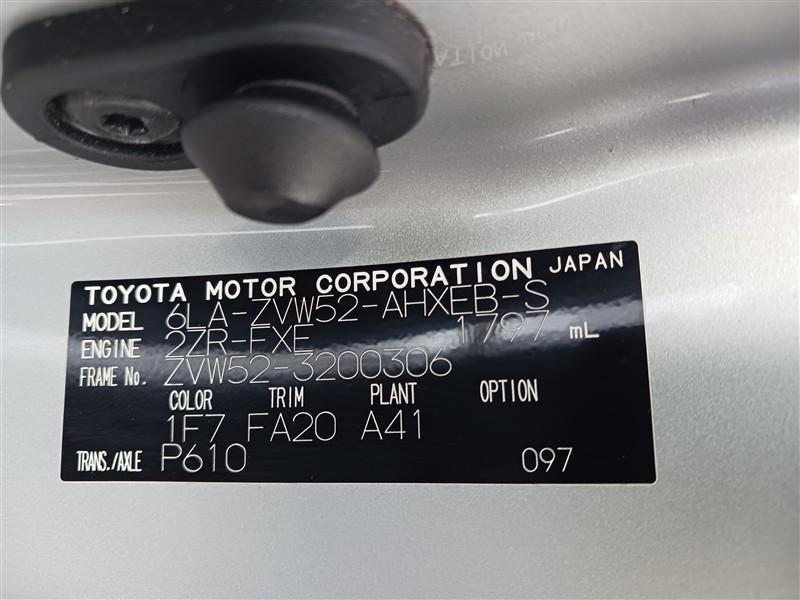 TOYOTA MOTOR CORPORATION JAPAN
MODEL 6LA-ZVW52-AHXEB-S
ENGINE 2ZR-FXE 1797 mL
FRAME No. ZVW52-3200306
COLOR TRIM PLANT OPTION
1F7 FA20 A41
TRANS./AXLE P610 097